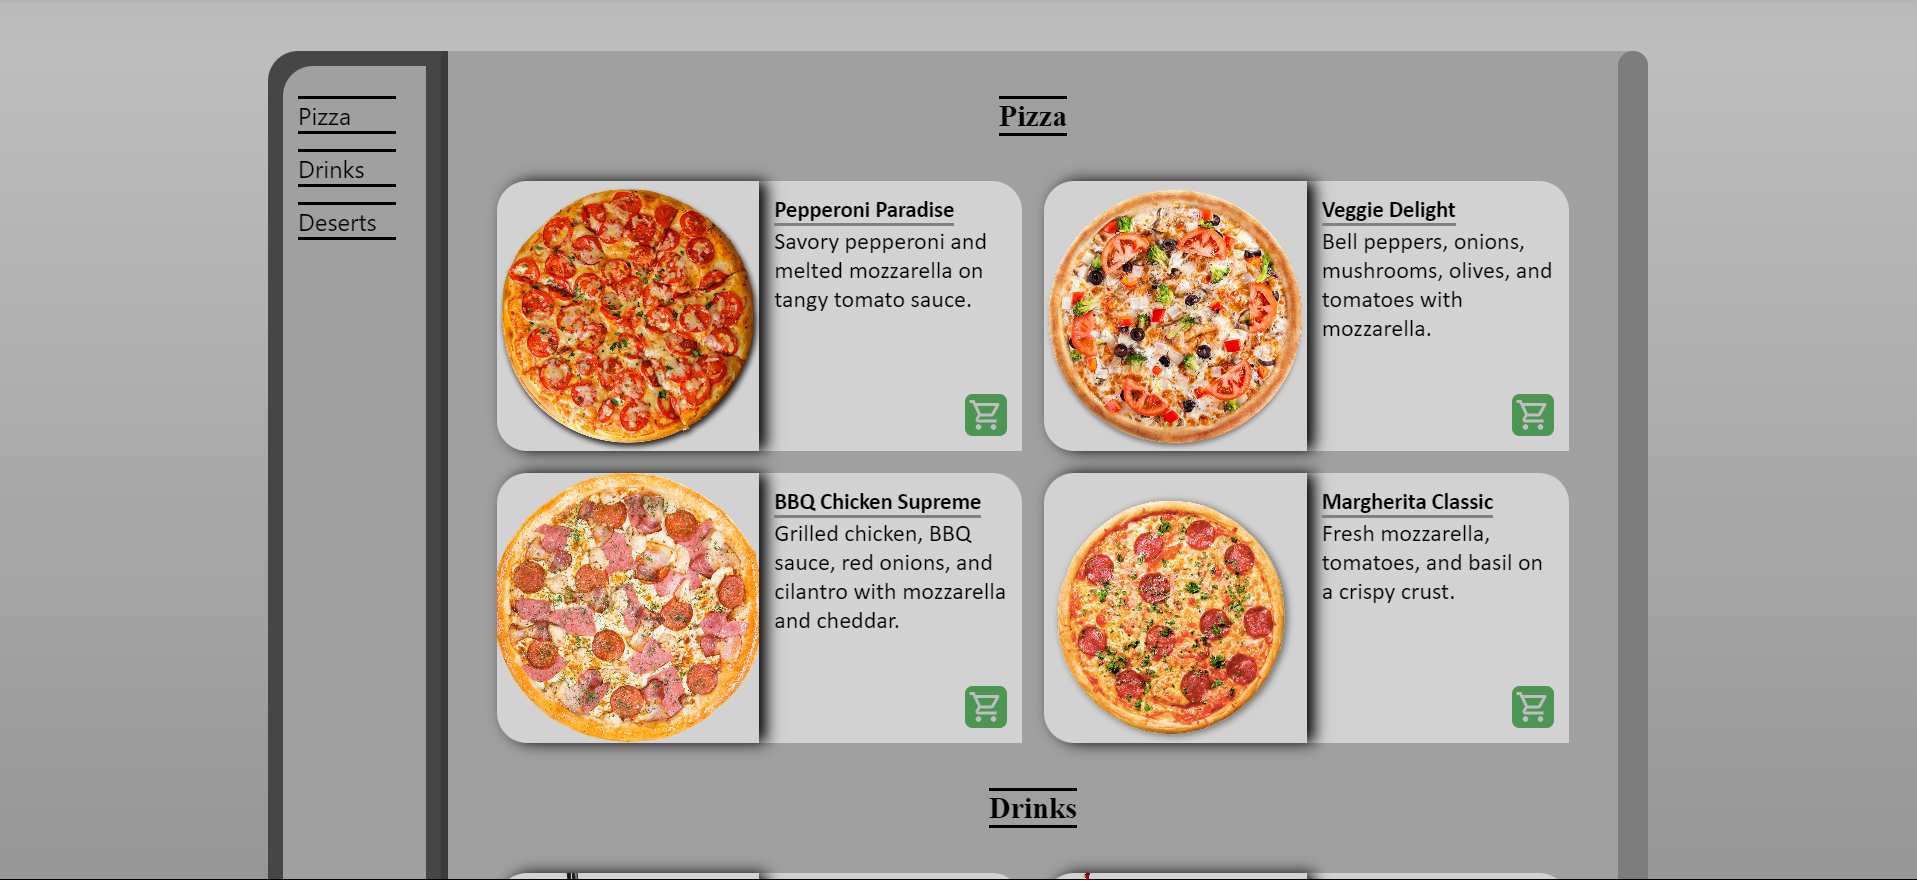 Pizza
Drinks
Deserts
Pizza
Pepperoni Paradise
Savory pepperoni and
melted mozzarella on
tangy tomato sauce.
Veggie Delight
Bell peppers, onions,
mushrooms, olives, and
tomatoes with
mozzarella.
BBQ Chicken Supreme
Grilled chicken, BBQ
sauce, red onions, and
cilantro with mozzarella
and cheddar.
Margherita Classic
Fresh mozzarella,
tomatoes, and basil on
a crispy crust.
Drinks